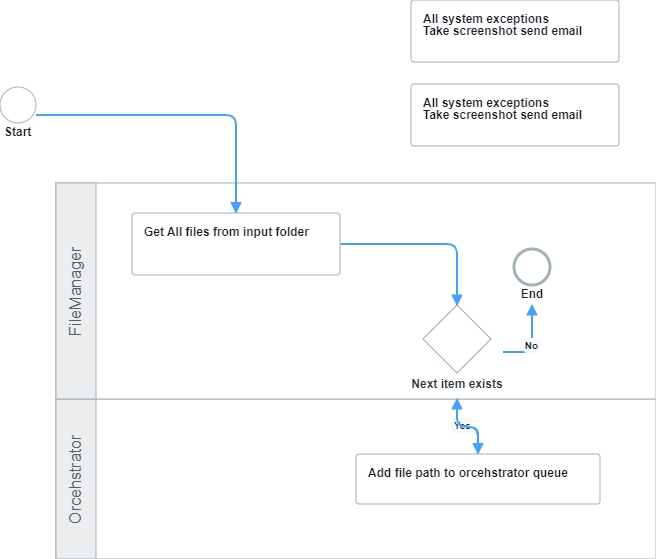 All system exceptions
Take screenshot send email
All system exceptions
Take screenshot send email
Start
FileManager
Get All files from input folder
End
No
Next item exists
Orcehstrator
Yes
Add file path to orcehstrator queue